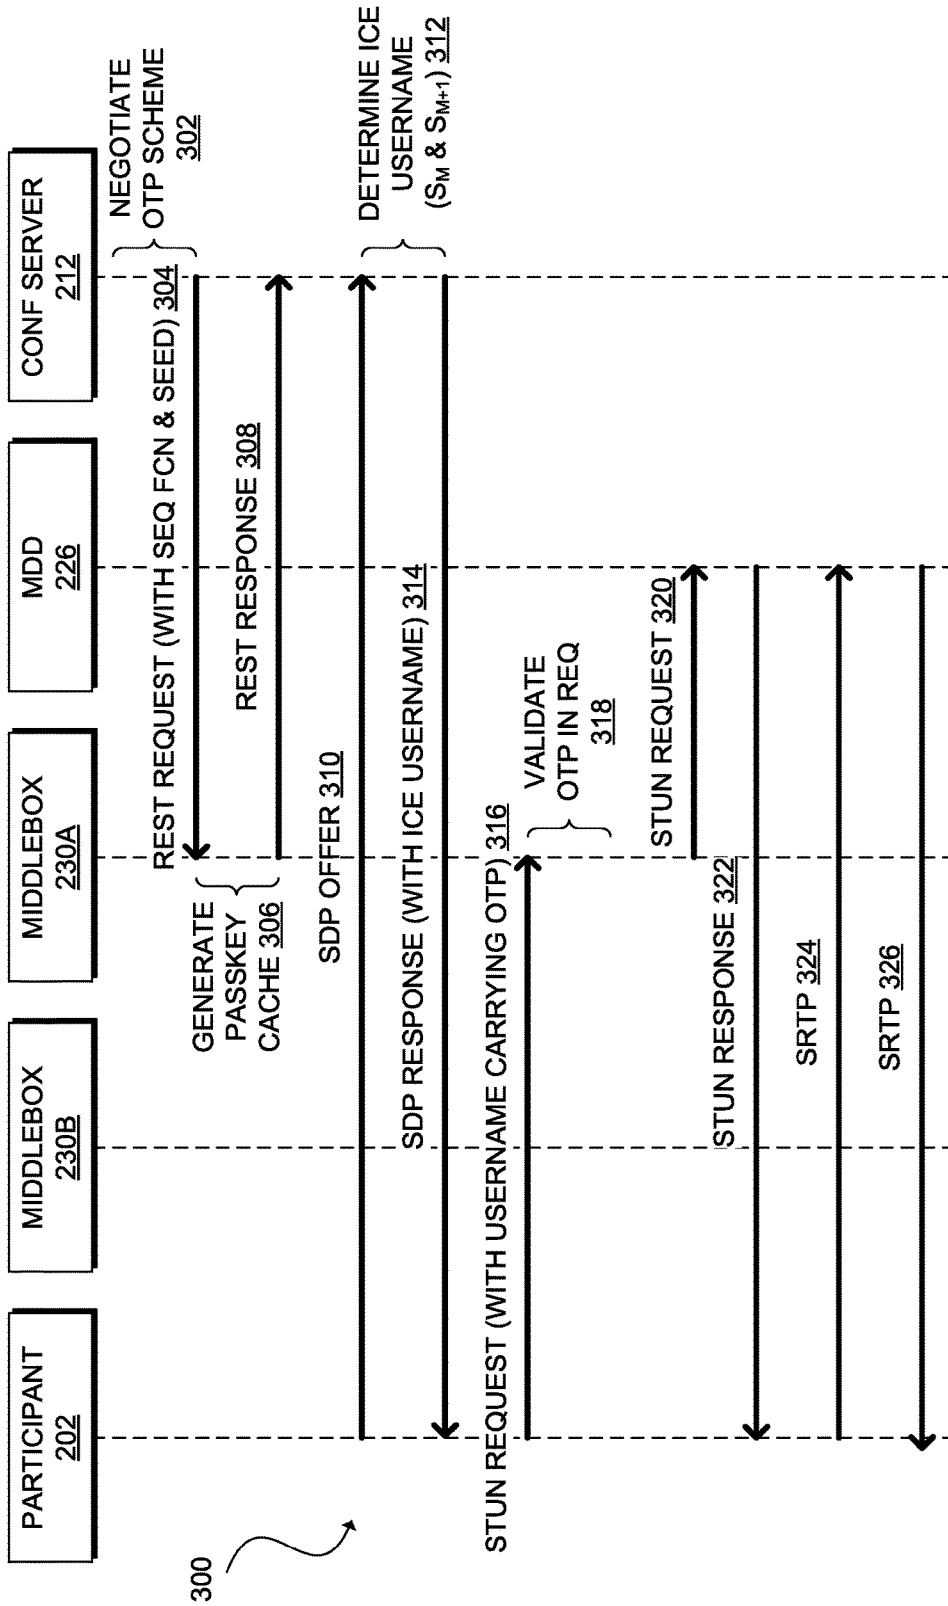 PARTICIPANT
202
MIDDLEBOX
230B
MIDDLEBOX
230A
MDD
226
CONF SERVER
212
NEGOTIATE
OTP SCHEME
302
REST REQUEST (WITH SEQ FCN & SEED) 304
GENERATE
PASSKEY
CACHE 306
REST RESPONSE 308
SDP OFFER 310
DETERMINE ICE
USERNAME
(SM & SM+1) 312
SDP RESPONSE (WITH ICE USERNAME) 314
STUN REQUEST (WITH USERNAME CARRYING OTP) 316
VALIDATE
OTP IN REQ
318
STUN REQUEST 320
STUN RESPONSE 322
SRTP 324
SRTP 326
300